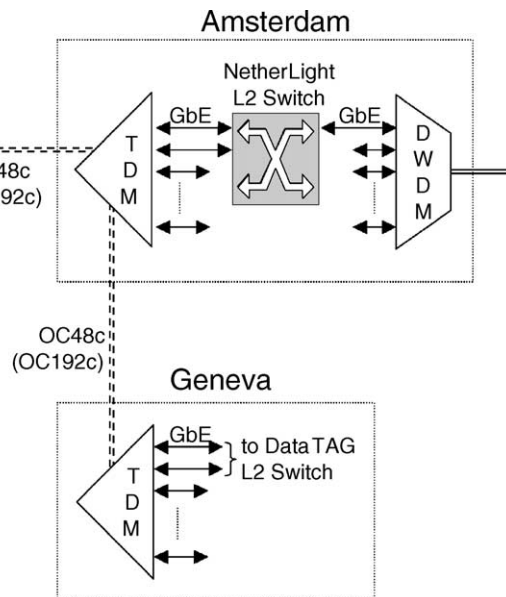 Amsterdam
NetherLight
L2 Switch
GbE
GbE
T
D
M
D
W
D
M
48c
92c)
OC48c
(OC192c)
Geneva
GbE
to DataTAG
L2 Switch
T
D
M